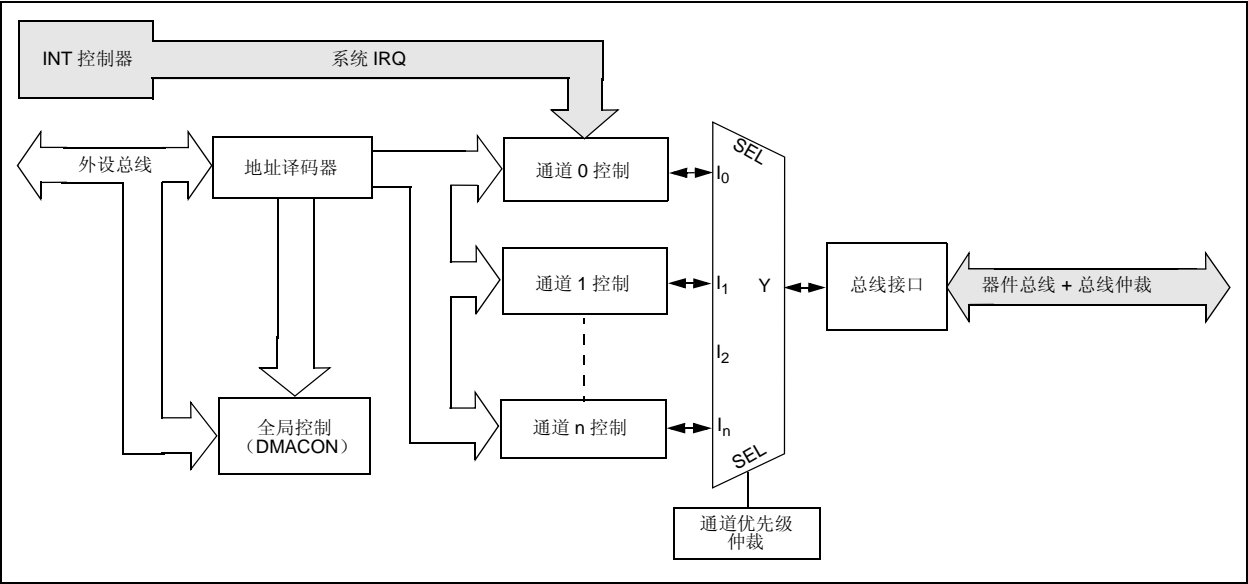 INT 控制器
系统 IRQ
外设总线
地址译码器
通道 0 控制
SEL
I0
通道 1 控制
I1
Y
总线接口
器件总线 + 总线仲裁
I2
全局控制
（DMACON）
通道 n 控制
In
SEL
通道优先级
仲裁